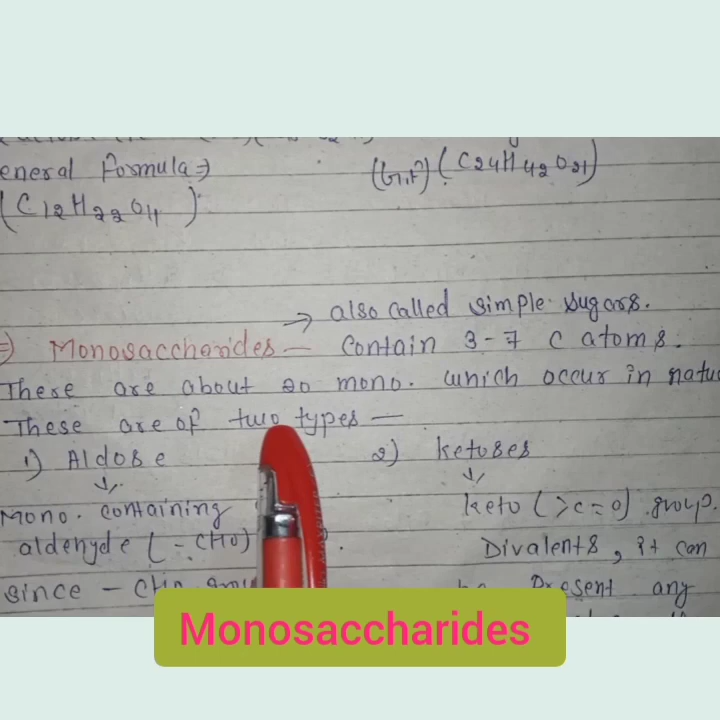 eneral Formula ⇒
(G.F) (C24H42O21)
(C12H22O11)
→ also called simple sugars.
⇒ Monosaccharides — contain 3-7 C atoms.
There are about 20 mono. which occur in natu
These are of two types —
1) Aldose
2) ketoses
↓
↓
Mono. containing
keto (>c=o) group.
aldehyde (-CHO)
Divalents, it can
since - CHO
Present any
Monosaccharides